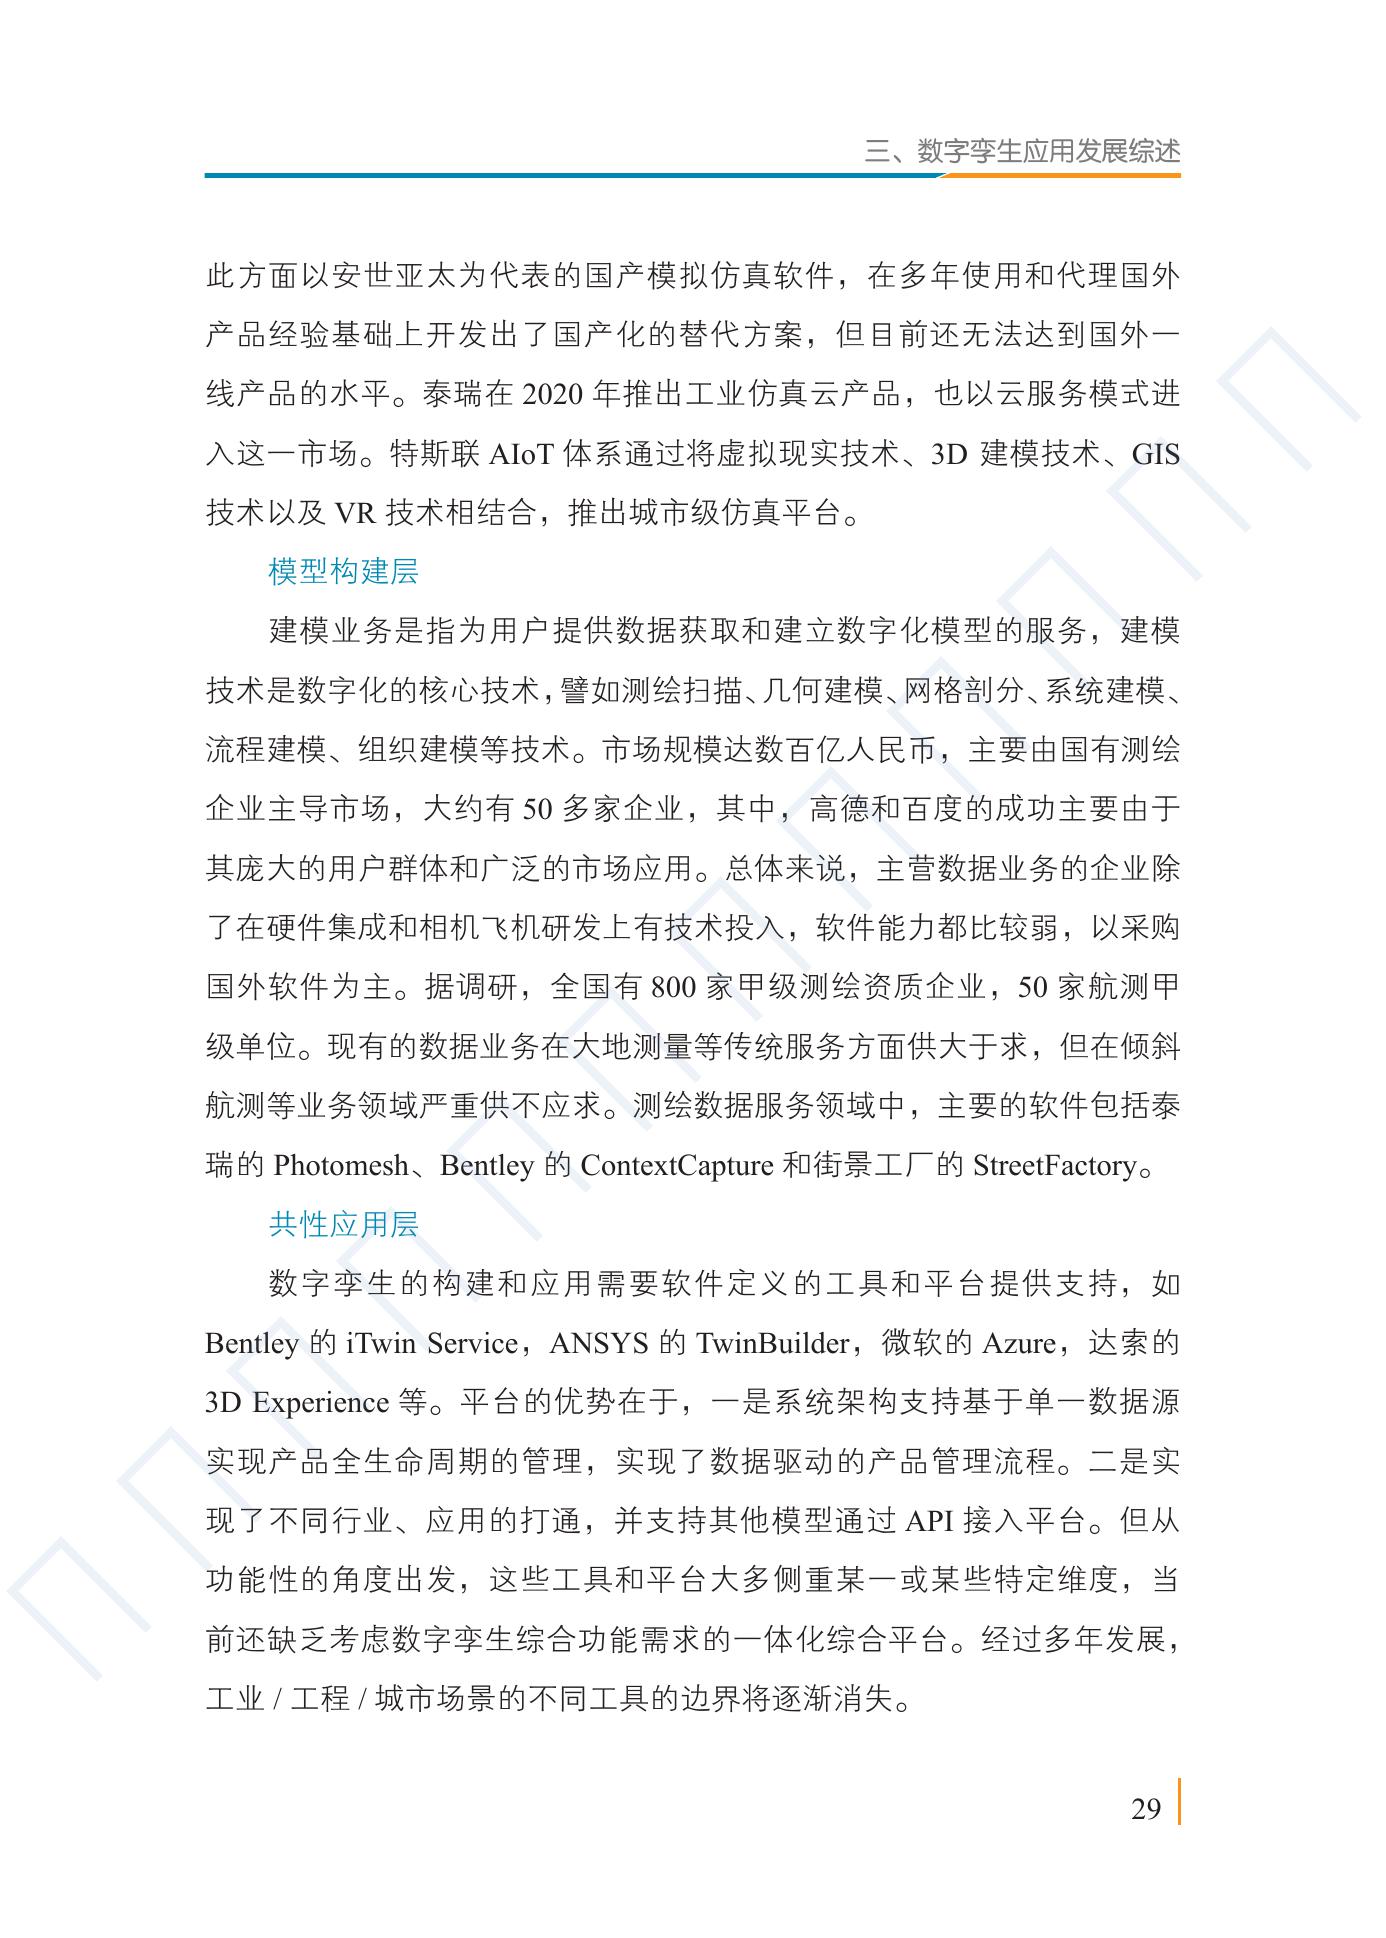 三、数字孪生应用发展综述
此方面以安世亚太为代表的国产模拟仿真软件，在多年使用和代理国外
产品经验基础上开发出了国产化的替代方案，但目前还无法达到国外一
线产品的水平。泰瑞在 2020 年推出工业仿真云产品，也以云服务模式进
入这一市场。特斯联 AIoT 体系通过将虚拟现实技术、3D 建模技术、GIS
技术以及 VR 技术相结合，推出城市级仿真平台。
模型构建层
建模业务是指为用户提供数据获取和建立数字化模型的服务，建模
技术是数字化的核心技术，譬如测绘扫描、几何建模、网格剖分、系统建模、
流程建模、组织建模等技术。市场规模达数百亿人民币，主要由国有测绘
企业主导市场，大约有 50 多家企业，其中，高德和百度的成功主要由于
其庞大的用户群体和广泛的市场应用。总体来说，主营数据业务的企业除
了在硬件集成和相机飞机研发上有技术投入，软件能力都比较弱，以采购
国外软件为主。据调研，全国有 800 家甲级测绘资质企业，50 家航测甲
级单位。现有的数据业务在大地测量等传统服务方面供大于求，但在倾斜
航测等业务领域严重供不应求。测绘数据服务领域中，主要的软件包括泰
瑞的 Photomesh、Bentley 的 ContextCapture 和街景工厂的 StreetFactory。
共性应用层
数字孪生的构建和应用需要软件定义的工具和平台提供支持，如
Bentley 的 iTwin Service，ANSYS 的 TwinBuilder，微软的 Azure，达索的
3D Experience 等。平台的优势在于，一是系统架构支持基于单一数据源
实现产品全生命周期的管理，实现了数据驱动的产品管理流程。二是实
现了不同行业、应用的打通，并支持其他模型通过 API 接入平台。但从
功能性的角度出发，这些工具和平台大多侧重某一或某些特定维度，当
前还缺乏考虑数字孪生综合功能需求的一体化综合平台。经过多年发展，
工业 / 工程 / 城市场景的不同工具的边界将逐渐消失。
29